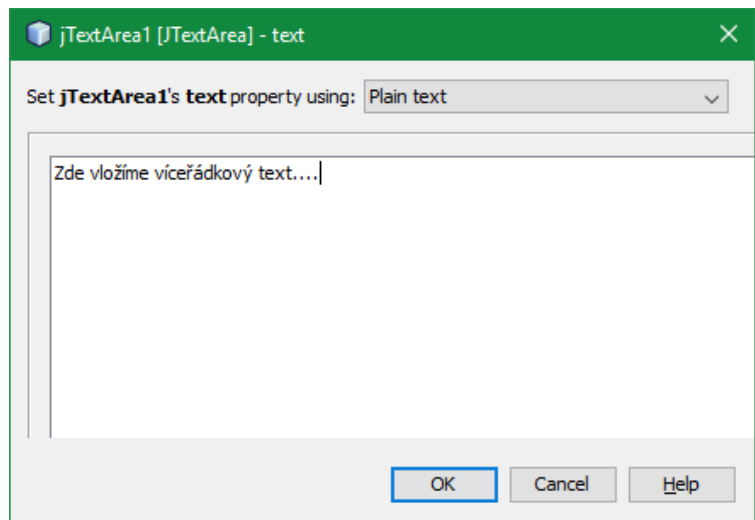 jTextArea1 [JTextArea] - text
Set jTextArea1's text property using: Plain text
Zde vložíme víceřádkový text....
OK Cancel Help